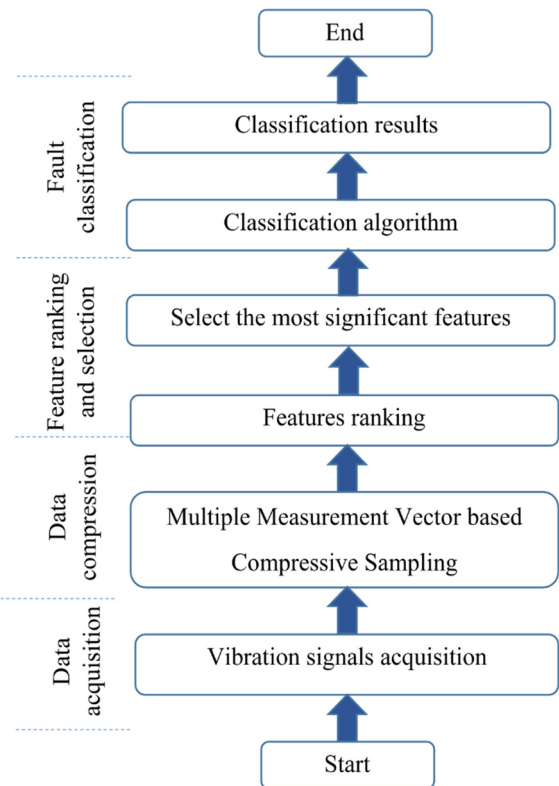 End
Classification results
Classification algorithm
Fault
classification
Select the most significant features
Features ranking
Feature ranking
and selection
Multiple Measurement Vector based
Compressive Sampling
Data
compression
Vibration signals acquisition
Data
acquisition
Start